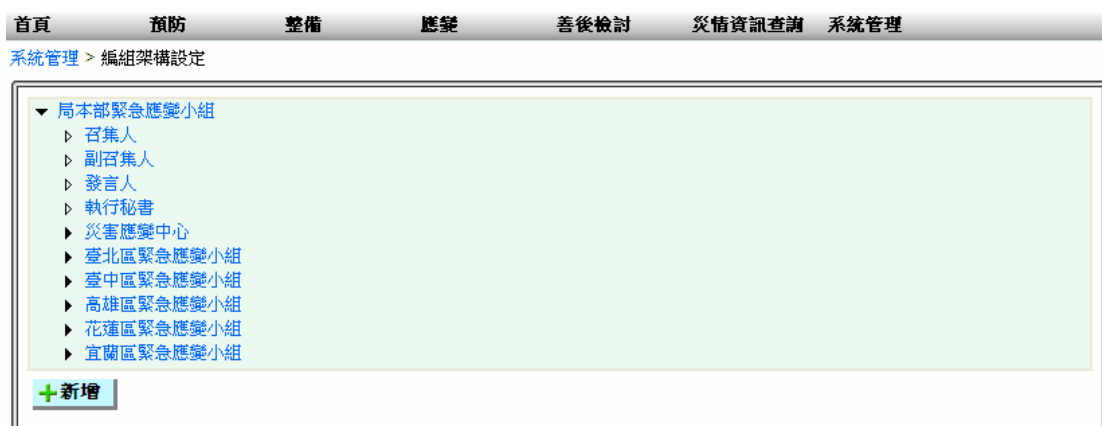 首頁 預防 整備 應變 善後檢討 災情資訊查詢 系統管理
系統管理 > 編組架構設定
局本部緊急應變小組
召集人
副召集人
發言人
執行秘書
災害應變中心
臺北區緊急應變小組
臺中區緊急應變小組
高雄區緊急應變小組
花蓮區緊急應變小組
宜蘭區緊急應變小組
新增